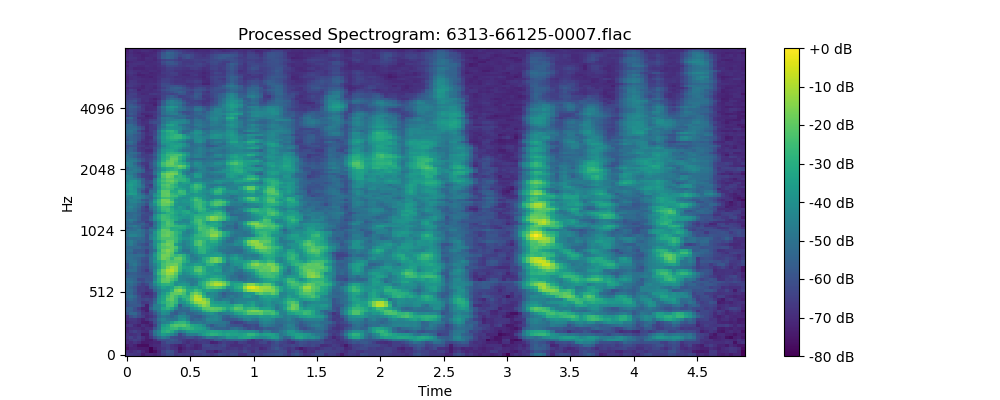 Processed Spectrogram: 6313-66125-0007.flac
+0 dB
4096
-10 dB
-20 dB
2048
-30 dB
Hz
-40 dB
1024
-50 dB
512
-60 dB
-70 dB
0
-80 dB
0 0.5 1 1.5 2 2.5 3 3.5 4 4.5
Time